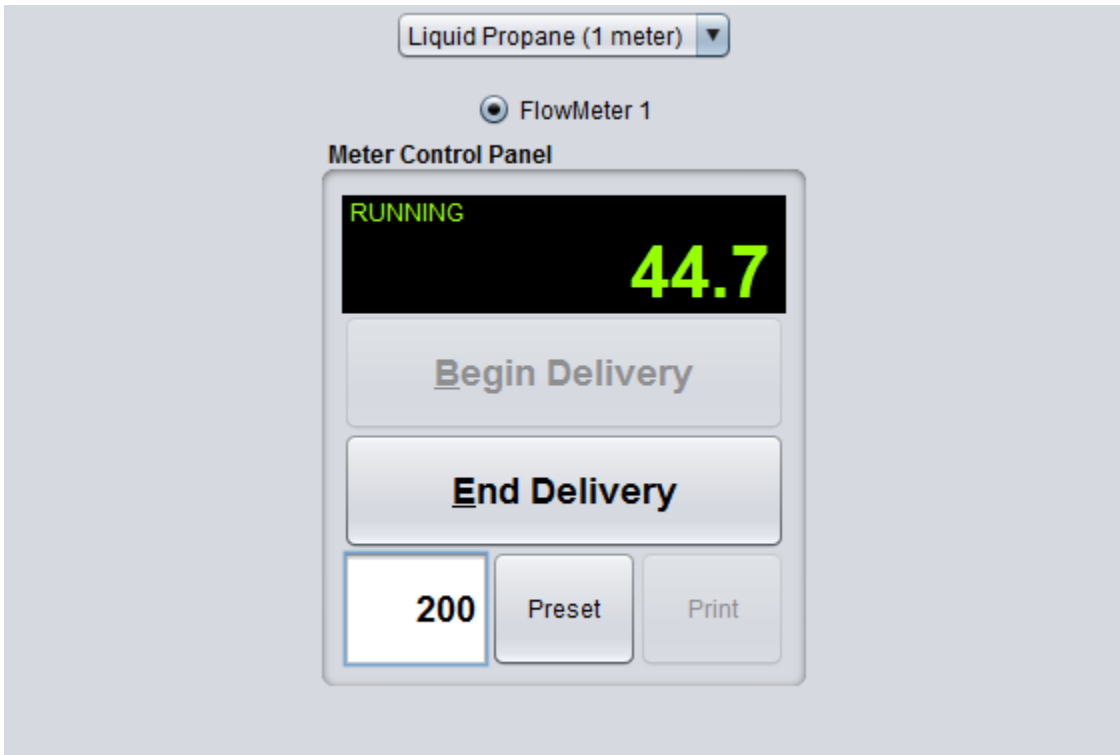 Liquid Propane (1 meter)
FlowMeter 1
Meter Control Panel
RUNNING
44.7
Begin Delivery
End Delivery
200 Preset Print